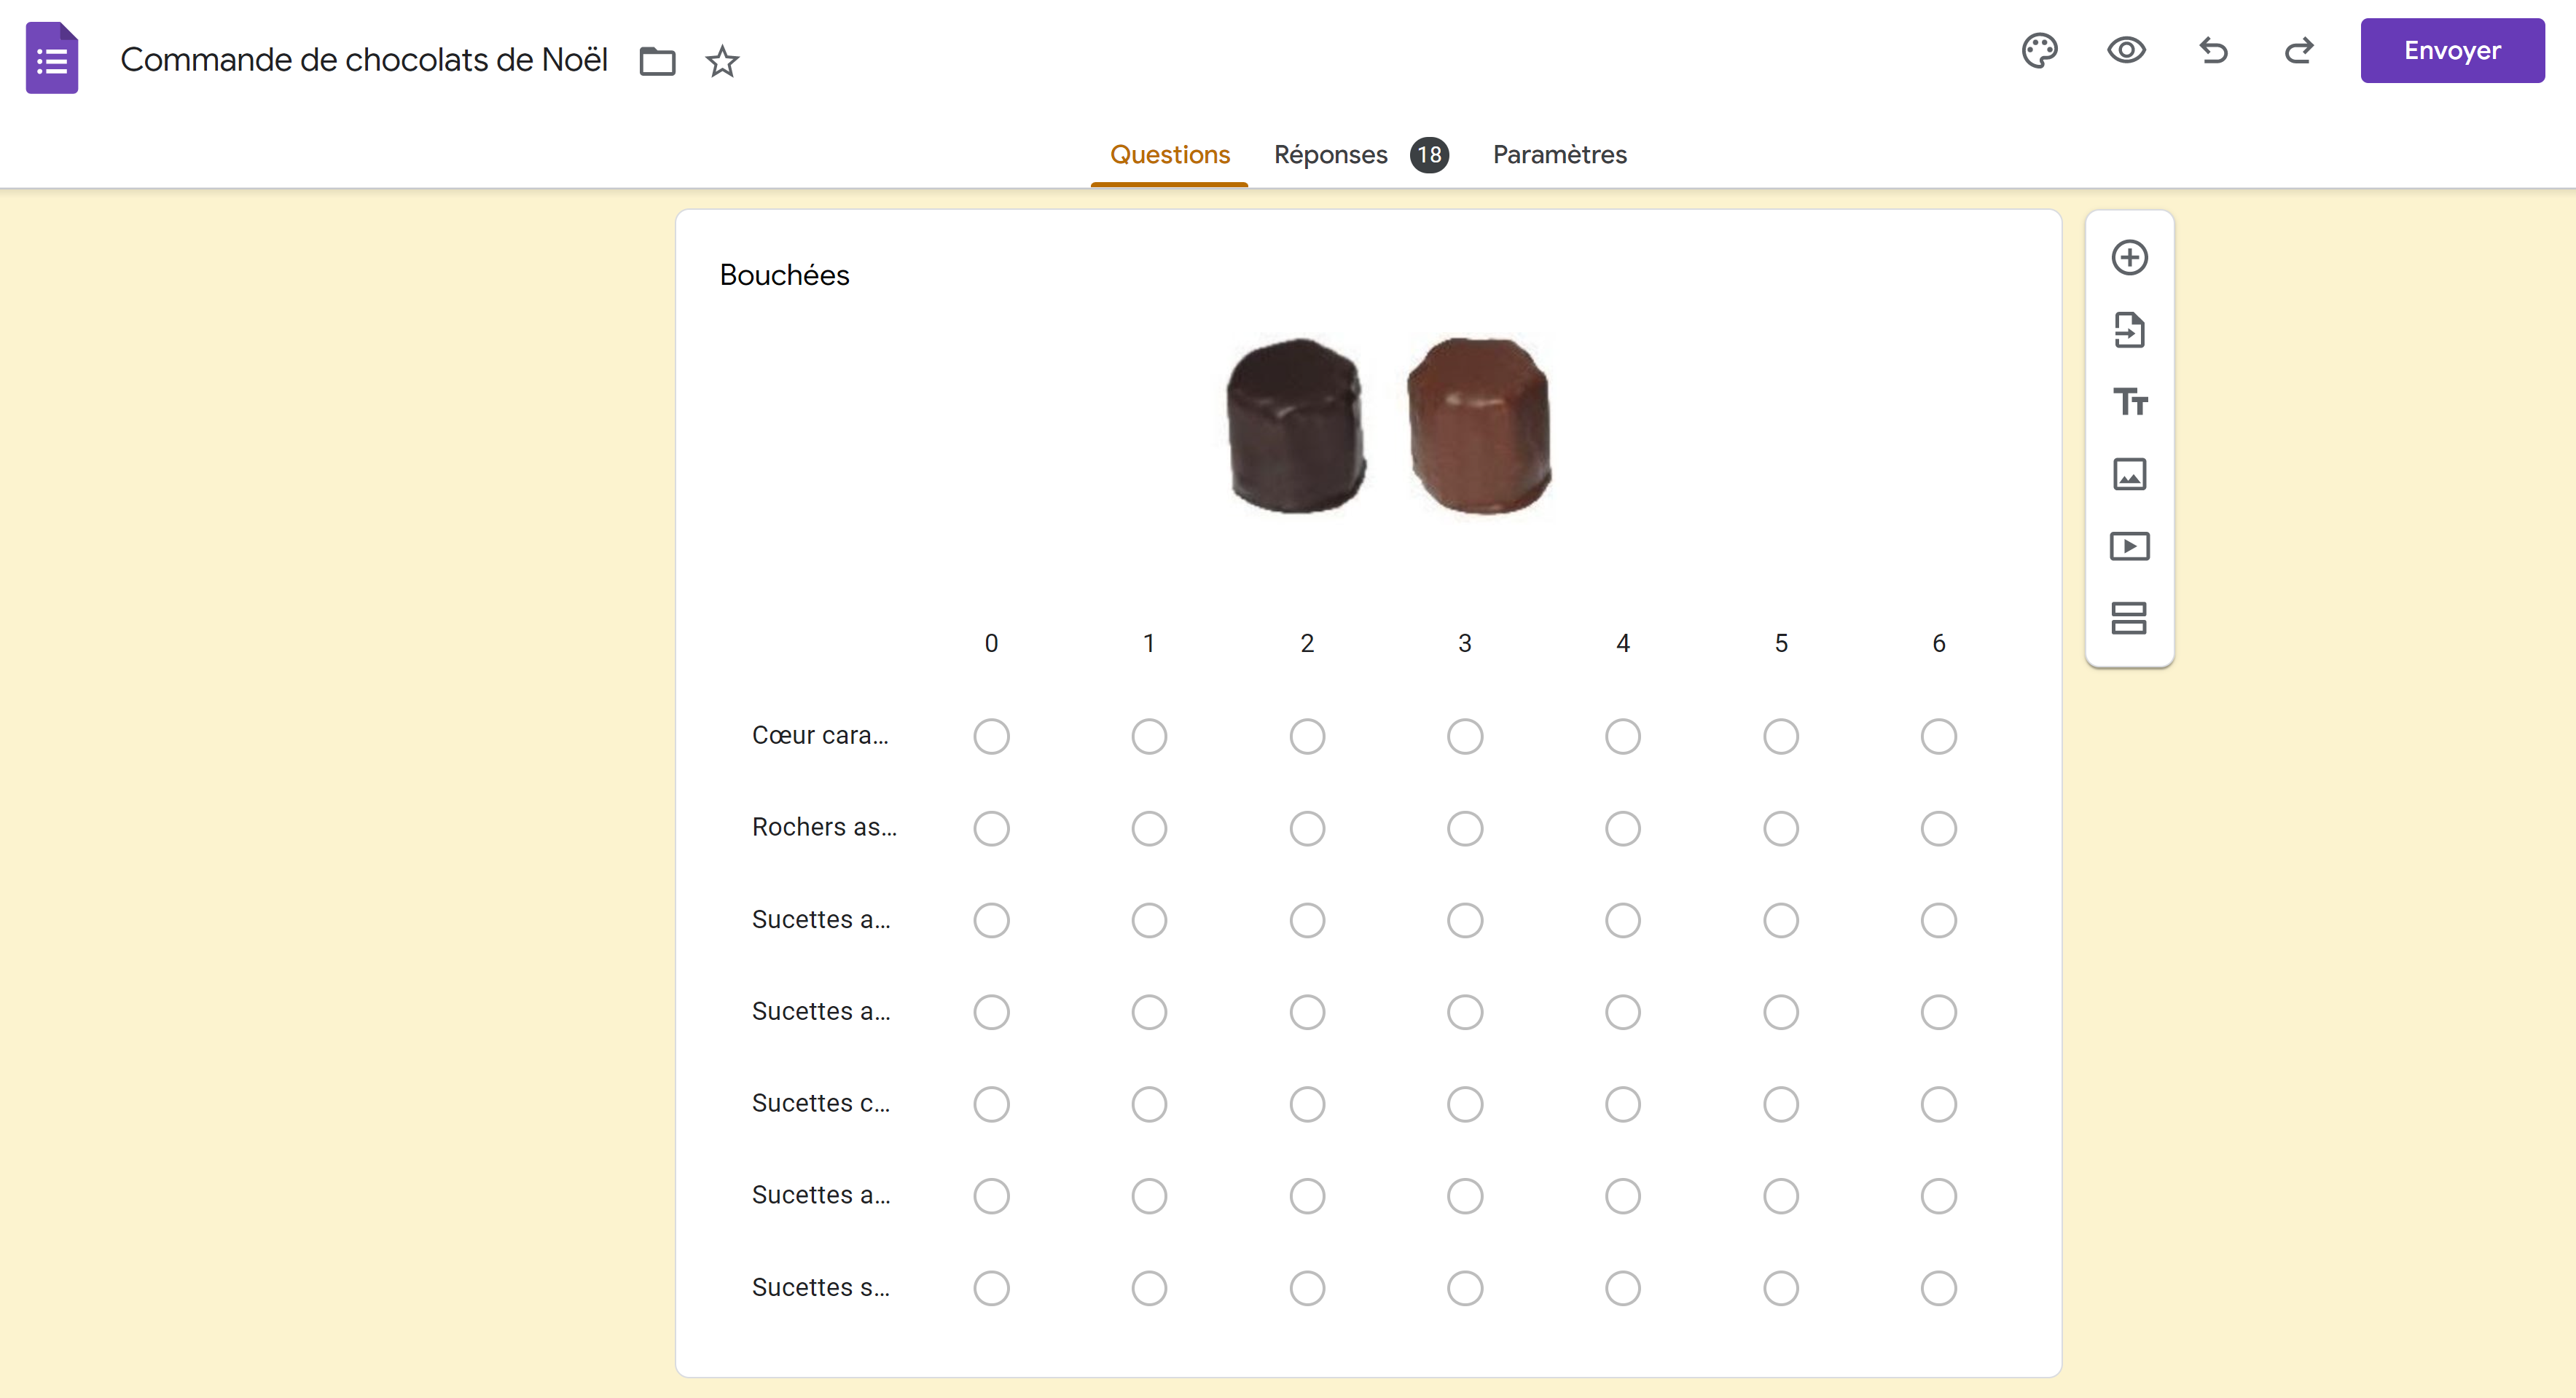 Commande de chocolats de Noël
Envoyer
Questions Réponses 18 Paramètres
Bouchées
0 1 2 3 4 5 6
Cœur cara...
Rochers as...
Sucettes a...
Sucettes a...
Sucettes c...
Sucettes a...
Sucettes s...